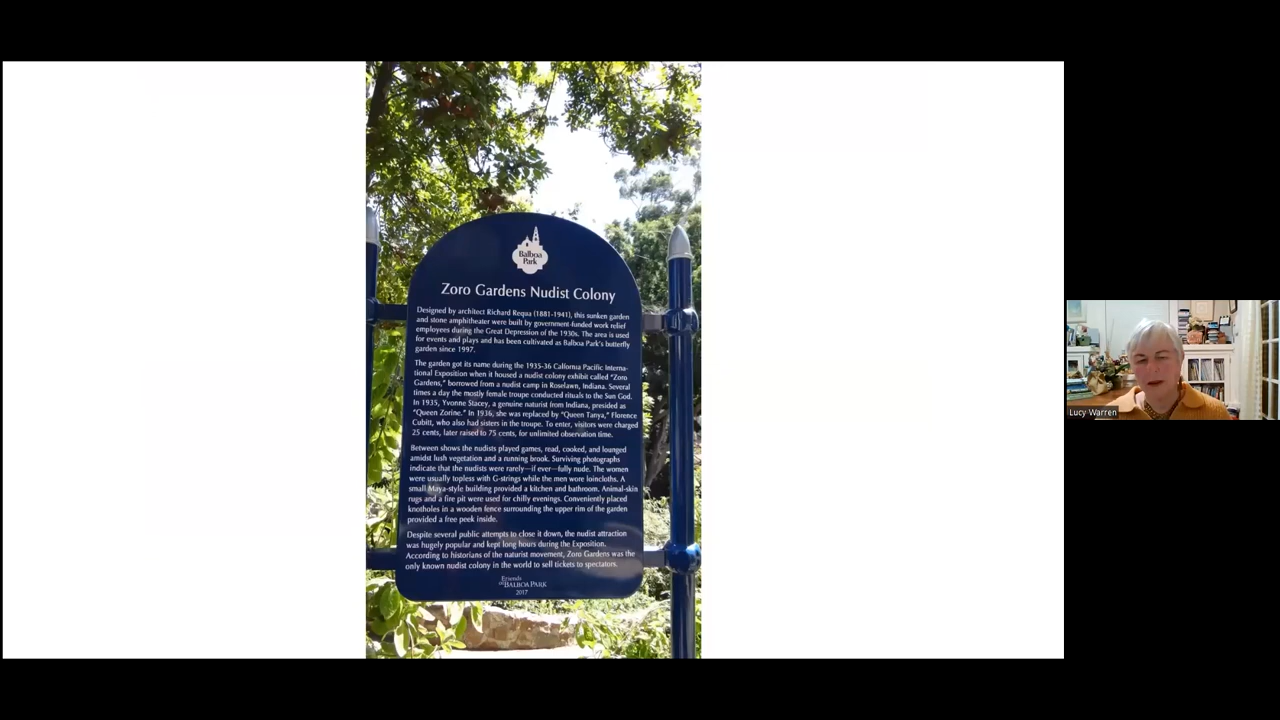 Balboa
Park
Zoro Gardens Nudist Colony
Designed by architect Richard Requa (1881-1941), this sunken garden
and stone amphitheater were built by government-funded work relief
employees during the Great Depression of the 1930s. The area is used
for events and plays and has been cultivated as Balboa Park's butterfly
garden since 1997.
The garden got its name during the 1935-36 California Pacific Interna-
tional Exposition when it housed a nudist colony exhibit called "Zoro
Gardens," borrowed from a nudist camp in Roselawn, Indiana. Several
times a day the mostly female troupe conducted rituals to the Sun God.
In 1935, Yvonne Stacey, a genuine naturist from Indiana, presided as
"Queen Zorine." In 1936, she was replaced by "Queen Tanya," Florence
Cubitt, who also had sisters in the troupe. To enter, visitors were charged
25 cents, later raised to 75 cents, for unlimited observation time.
Between shows the nudists played games, read, cooked, and lounged
amidst lush vegetation and a running brook. Surviving photographs
indicate that the nudists were rarely—if ever—fully nude. The women
were usually topless with G-strings while the men wore loincloths. A
small Maya-style building provided a kitchen and bathroom. Animal-skin
rugs and a fire pit were used for chilly evenings. Conveniently placed
knotholes in a wooden fence surrounding the upper rim of the garden
provided a free peek inside.
Despite several public attempts to close it down, the nudist attraction
was hugely popular and kept long hours during the Exposition.
According to historians of the naturist movement, Zoro Gardens was the
only known nudist colony in the world to sell tickets to spectators.
Friends
of BALBOA PARK
2017
Lucy Warren